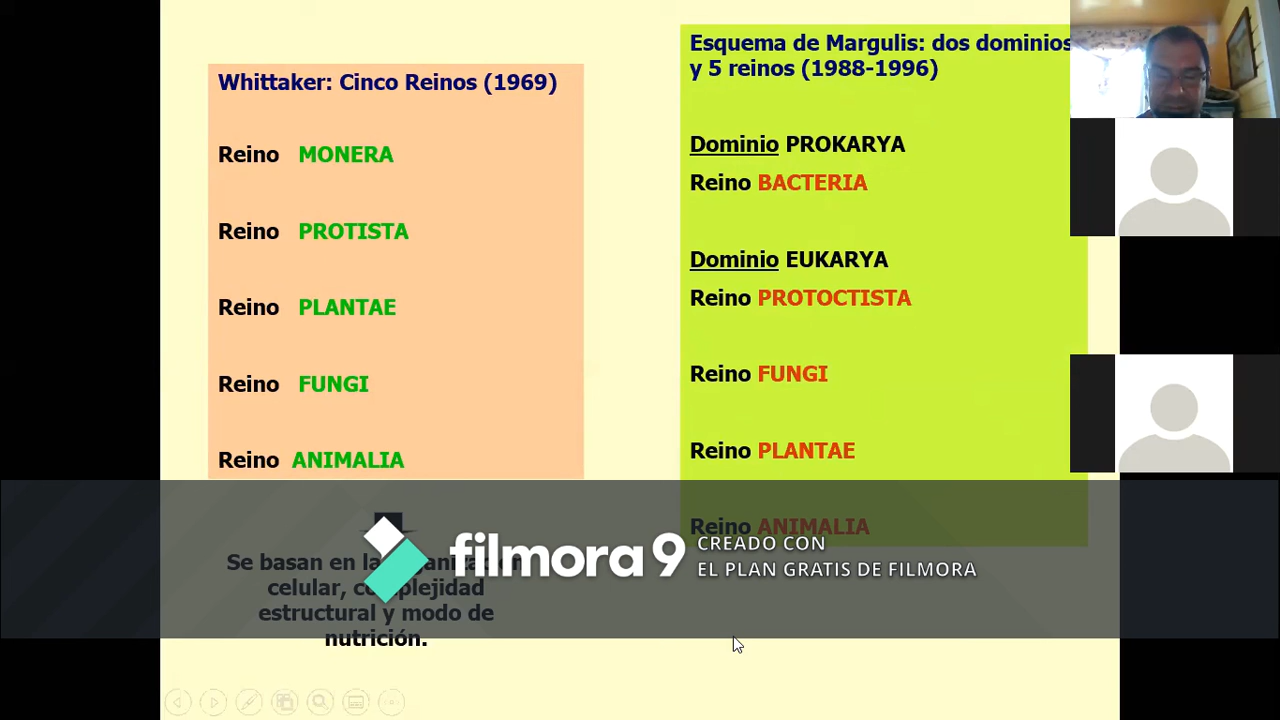 Whittaker: Cinco Reinos (1969)
Reino MONERA
Reino PROTISTA
Reino PLANTAE
Reino FUNGI
Reino ANIMALIA
Se basan en la organización
celular, complejidad
estructural y modo de
nutrición.
Esquema de Margulis: dos dominios
y 5 reinos (1988-1996)
Dominio PROKARYA
Reino BACTERIA
Dominio EUKARYA
Reino PROTOCTISTA
Reino FUNGI
Reino PLANTAE
Reino ANIMALIA
filmora 9
CREADO CON
EL PLAN GRATIS DE FILMORA